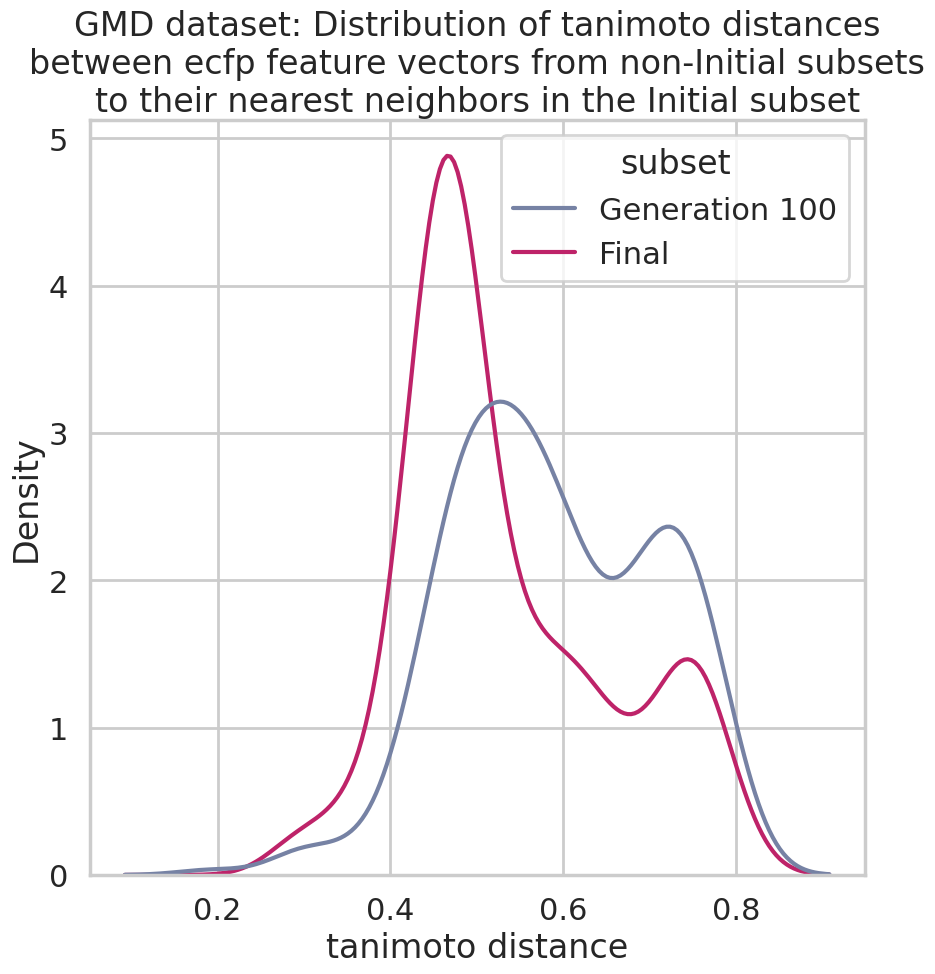 GMD dataset: Distribution of tanimoto distances
between ecfp feature vectors from non-Initial subsets
to their nearest neighbors in the Initial subset
subset
Generation 100
Final
Density
5
4
3
2
1
0
0.2
0.4
0.6
0.8
tanimoto distance